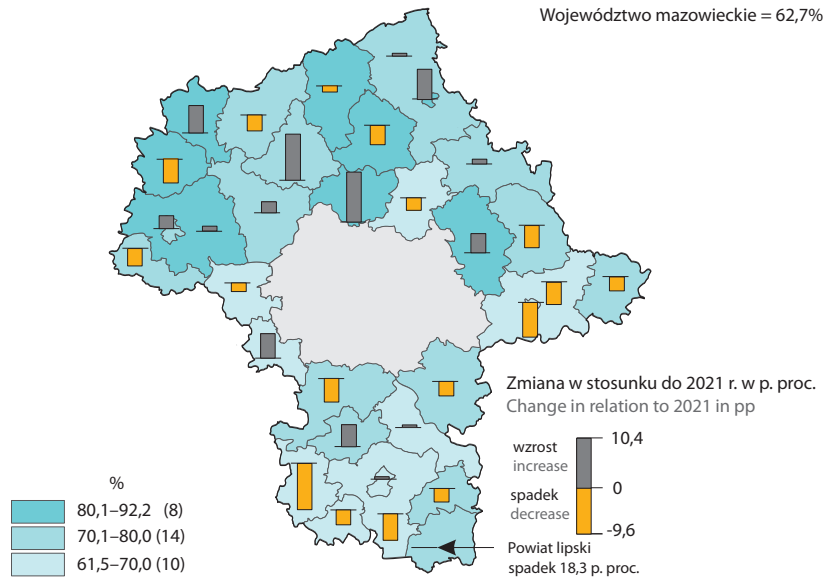 Województwo mazowieckie = 62,7%
Zmiana w stosunku do 2021 r. w p. proc.
Change in relation to 2021 in pp
wzrost
increase
spadek
decrease
10,4
0
-9,6
Powiat lipski
spadek 18,3 p. proc.
%
80,1–92,2 (8)
70,1–80,0 (14)
61,5–70,0 (10)